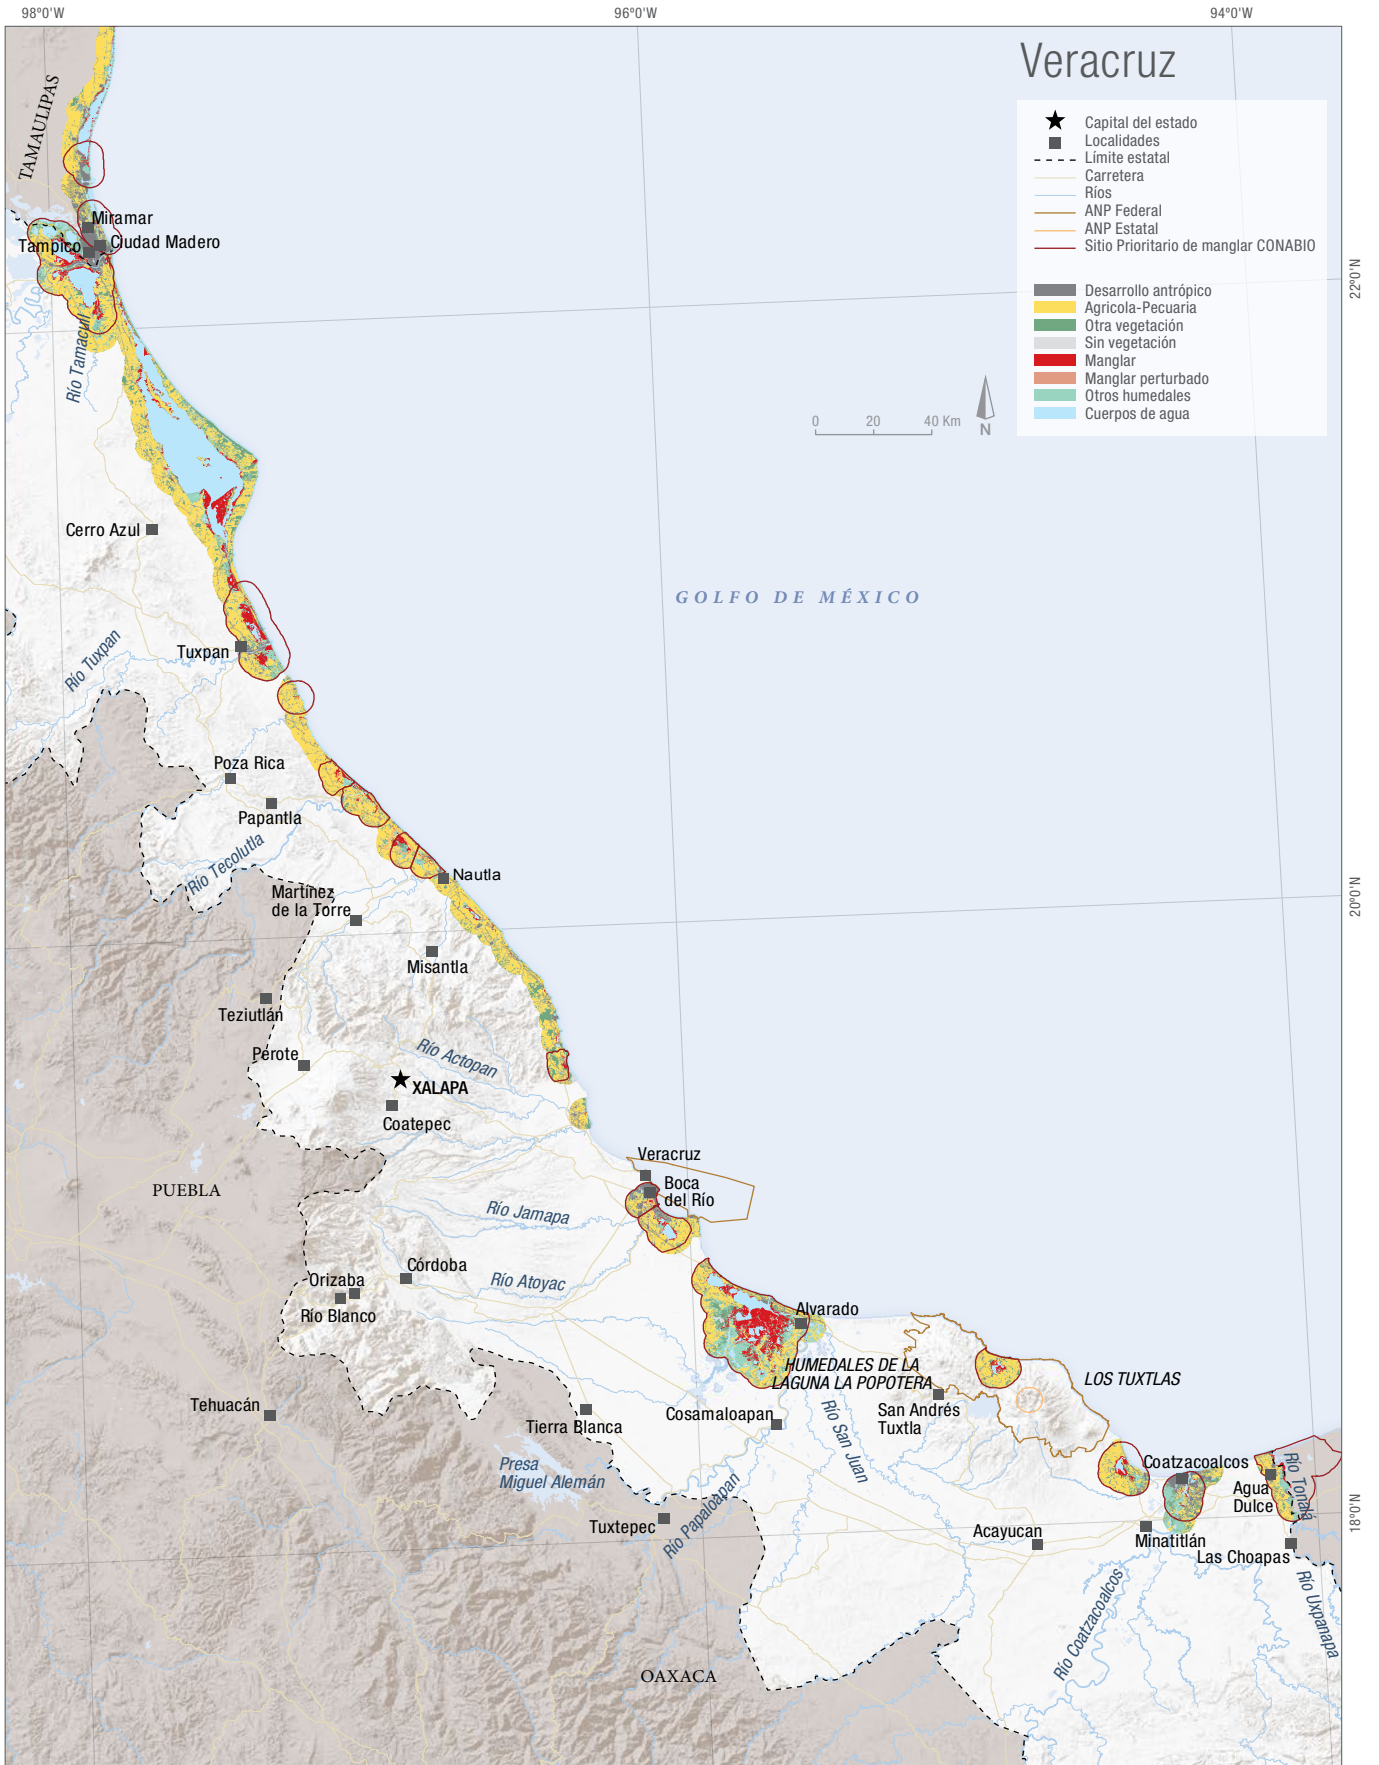 98°0'W
96°0'W
94°0'W
Veracruz
Capital del estado
Localidades
Límite estatal
Carretera
Ríos
ANP Federal
ANP Estatal
Sitio Prioritario de manglar CONABIO
Desarrollo antrópico
Agricola-Pecuaria
Otra vegetación
Sin vegetación
Manglar
Manglar perturbado
Otros humedales
Cuerpos de agua
0 20 40 Km
N
22°0'N
20°0'N
18°0'N
TAMAULIPAS
Miramar
Tampico
Ciudad Madero
Río Tamacuil
Cerro Azul
GOLFO DE MÉXICO
Río Tuxpan
Tuxpan
Poza Rica
Papantla
Río Tecolutla
Nautla
Martínez
de la Torre
Misantla
Teziutlán
Perote
Río Actopan
XALAPA
Coatepec
Veracruz
PUEBLA
Boca
del Río
Río Jamapa
Córdoba
Río Atoyac
Orizaba
Río Blanco
Alvarado
HUMEDALES DE LA
LAGUNA LA POPOTERA
LOS TUXTLAS
Tehuacán
Tierra Blanca
Cosamaloapan
Río San Juan
San Andrés
Tuxtla
Presa
Miguel Alemán
Coatzacoalcos
Agua
Dulce
Río Tonalá
Tuxtepec
Río Papaloapan
Acayucan
Minatitlán
Las Choapas
Río Coatzacoalcos
Río Uxpanapa
OAXACA